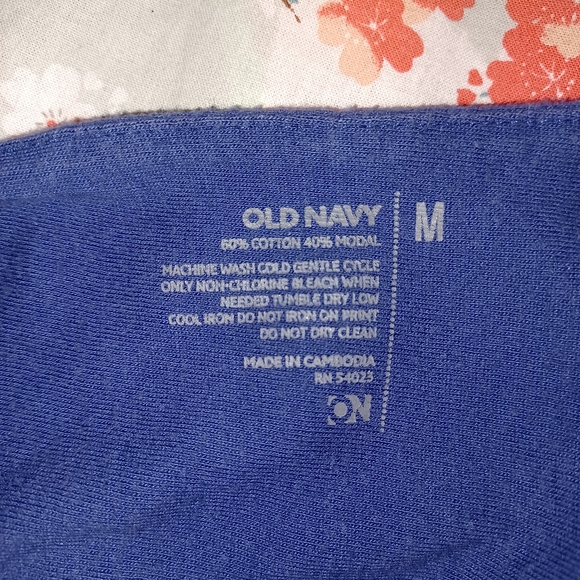 OLD NAVY
M
60% COTTON 40% MODAL
MACHINE WASH COLD GENTLE CYCLE
ONLY NON-CHLORINE BLEACH WHEN
NEEDED TUMBLE DRY LOW
COOL IRON DO NOT IRON ON PRINT
DO NOT DRY CLEAN
MADE IN CAMBODIA
RN 54023